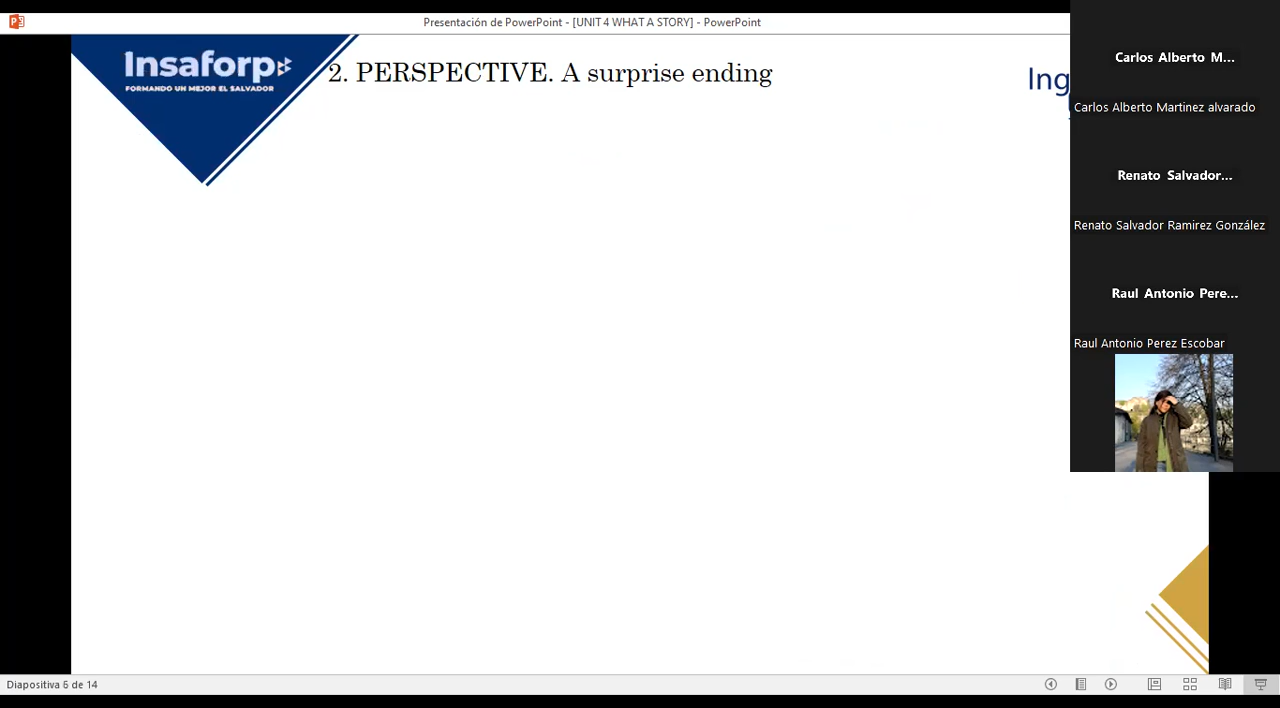 Presentación de PowerPoint - [UNIT 4 WHAT A STORY] - PowerPoint
Insaforp
FORMANDO UN MEJOR EL SALVADOR
2. PERSPECTIVE. A surprise ending
Ing
Carlos Alberto M...
Carlos Alberto Martinez alvarado
Renato Salvador...
Renato Salvador Ramirez González
Raul Antonio Pere...
Raul Antonio Perez Escobar
Diapositiva 6 de 14